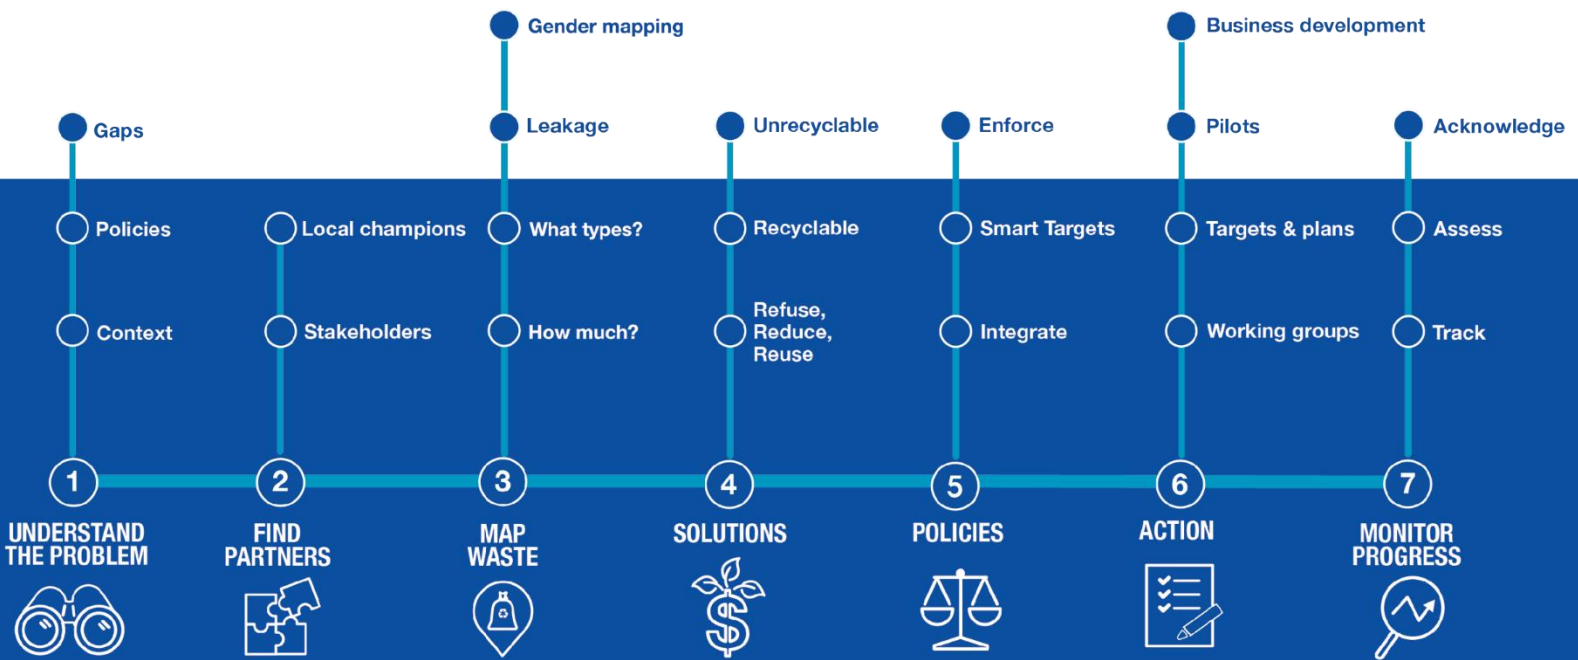 Gender mapping
Business development
Gaps
Leakage
Unrecyclable
Enforce
Pilots
Acknowledge
Policies
Local champions
What types?
Recyclable
Smart Targets
Targets & plans
Assess
Context
Stakeholders
How much?
Refuse,
Reduce,
Reuse
Integrate
Working groups
Track
1
2
3
4
5
6
7
UNDERSTAND
THE PROBLEM
FIND
PARTNERS
MAP
WASTE
SOLUTIONS
POLICIES
ACTION
MONITOR
PROGRESS
$